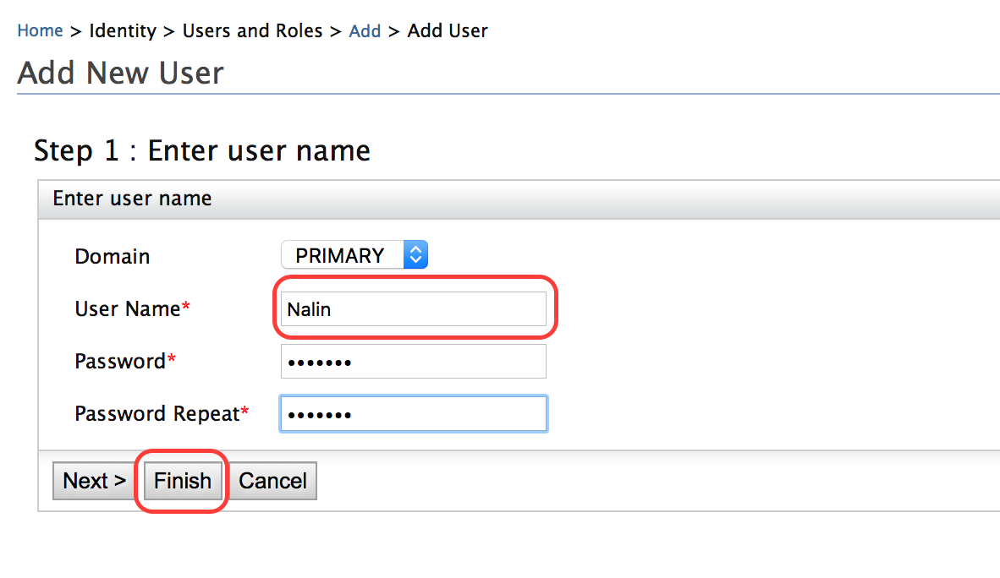 Home > Identity > Users and Roles > Add > Add User
Add New User
Step 1 : Enter user name
Enter user name
Domain PRIMARY
User Name* Nalin
Password* •••••••
Password Repeat* •••••••
Next > Finish Cancel